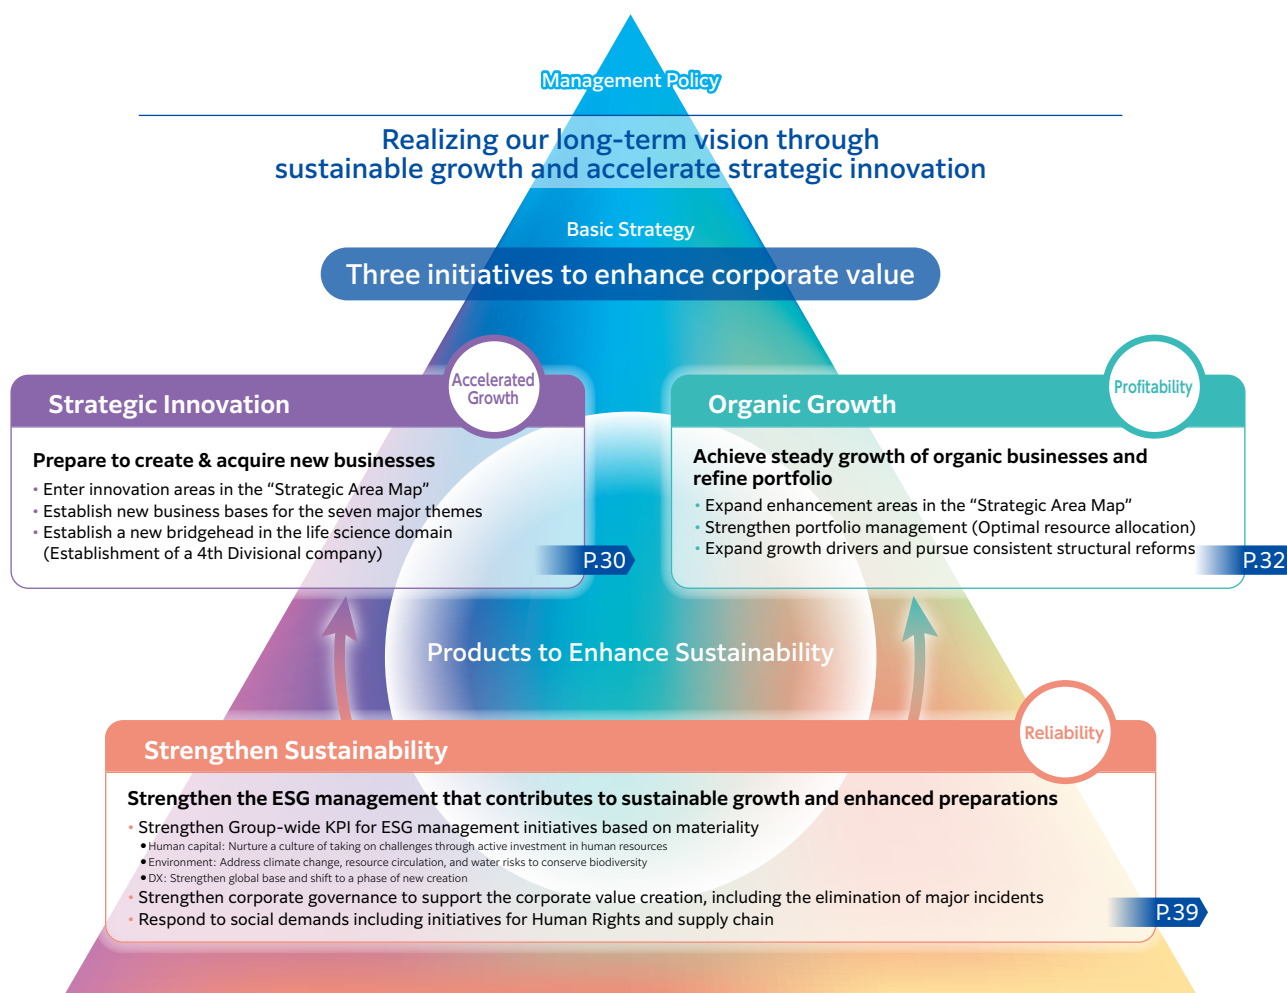 Management Policy
Realizing our long-term vision through
sustainable growth and accelerate strategic innovation
Basic Strategy
Three initiatives to enhance corporate value
Strategic Innovation
Accelerated
Growth
Prepare to create & acquire new businesses
• Enter innovation areas in the “Strategic Area Map”
• Establish new business bases for the seven major themes
• Establish a new bridgehead in the life science domain
(Establishment of a 4th Divisional company)
P.30
Organic Growth
Profitability
Achieve steady growth of organic businesses and
refine portfolio
• Expand enhancement areas in the “Strategic Area Map”
• Strengthen portfolio management (Optimal resource allocation)
• Expand growth drivers and pursue consistent structural reforms
P.32
Products to Enhance Sustainability
Strengthen Sustainability
Reliability
Strengthen the ESG management that contributes to sustainable growth and enhanced preparations
• Strengthen Group-wide KPI for ESG management initiatives based on materiality
● Human capital: Nurture a culture of taking on challenges through active investment in human resources
● Environment: Address climate change, resource circulation, and water risks to conserve biodiversity
● DX: Strengthen global base and shift to a phase of new creation
• Strengthen corporate governance to support the corporate value creation, including the elimination of major incidents
• Respond to social demands including initiatives for Human Rights and supply chain
P.39